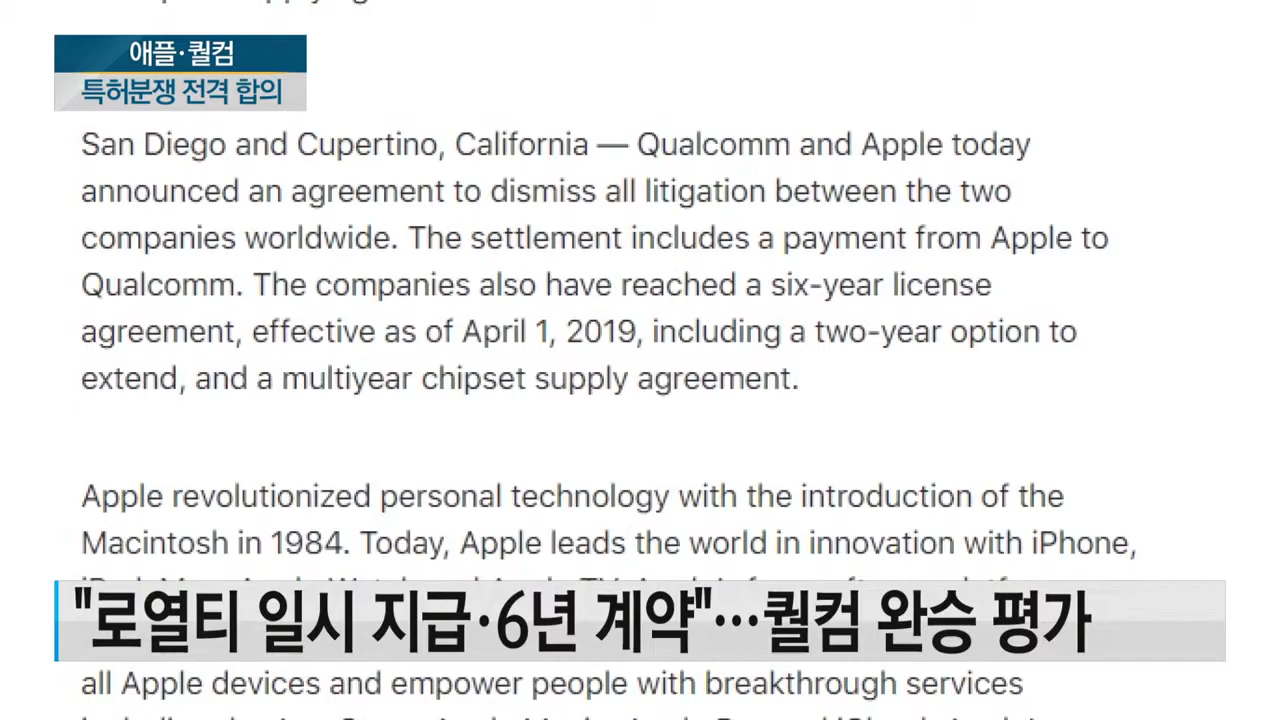 애플·퀄컴
특허분쟁 전격 합의
San Diego and Cupertino, California — Qualcomm and Apple today
announced an agreement to dismiss all litigation between the two
companies worldwide. The settlement includes a payment from Apple to
Qualcomm. The companies also have reached a six-year license
agreement, effective as of April 1, 2019, including a two-year option to
extend, and a multiyear chipset supply agreement.
Apple revolutionized personal technology with the introduction of the
Macintosh in 1984. Today, Apple leads the world in innovation with iPhone,
"로열티 일시 지급·6년 계약"…퀄컴 완승 평가
all Apple devices and empower people with breakthrough services